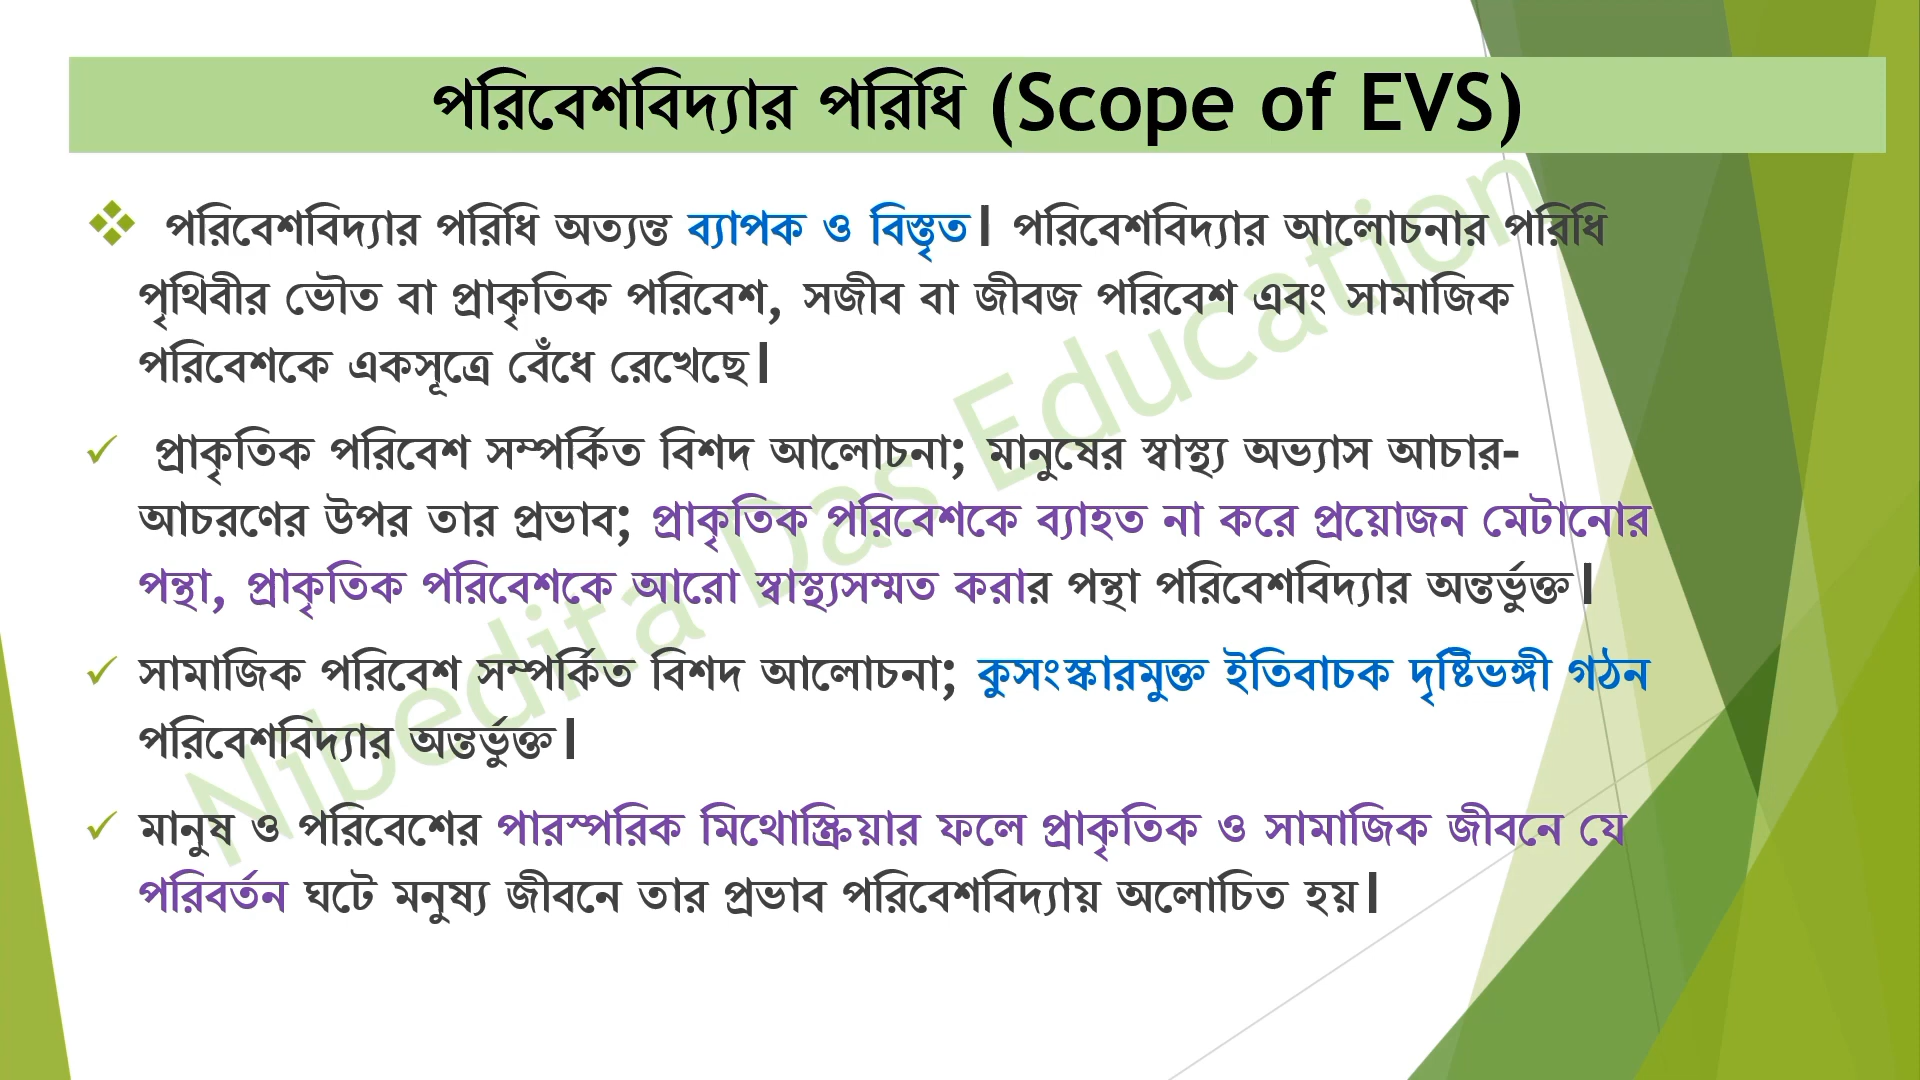 পরিবেশবিদ্যার পরিধি (Scope of EVS)
পরিবেশবিদ্যার পরিধি অত্যন্ত ব্যাপক ও বিস্তৃত। পরিবেশবিদ্যার আলোচনার পরিধি
পৃথিবীর ভৌত বা প্রাকৃতিক পরিবেশ, সজীব বা জীবজ পরিবেশ এবং সামাজিক
পরিবেশকে একসূত্রে বেঁধে রেখেছে।
✓ প্রাকৃতিক পরিবেশ সম্পর্কিত বিশদ আলোচনা; মানুষের স্বাস্থ্য অভ্যাস আচার-
আচরণের উপর তার প্রভাব; প্রাকৃতিক পরিবেশকে ব্যাহত না করে প্রয়োজন মেটানোর
পন্থা, প্রাকৃতিক পরিবেশকে আরো স্বাস্থ্যসম্মত করার পন্থা পরিবেশবিদ্যার অন্তর্ভুক্ত।
✓ সামাজিক পরিবেশ সম্পর্কিত বিশদ আলোচনা; কুসংস্কারমুক্ত ইতিবাচক দৃষ্টিভঙ্গী গঠন
পরিবেশবিদ্যার অন্তর্ভুক্ত।
✓ মানুষ ও পরিবেশের পারস্পরিক মিথোস্ক্রিয়ার ফলে প্রাকৃতিক ও সামাজিক জীবনে যে
পরিবর্তন ঘটে মনুষ্য জীবনে তার প্রভাব পরিবেশবিদ্যায় অলোচিত হয়।
Nibedita Das Education